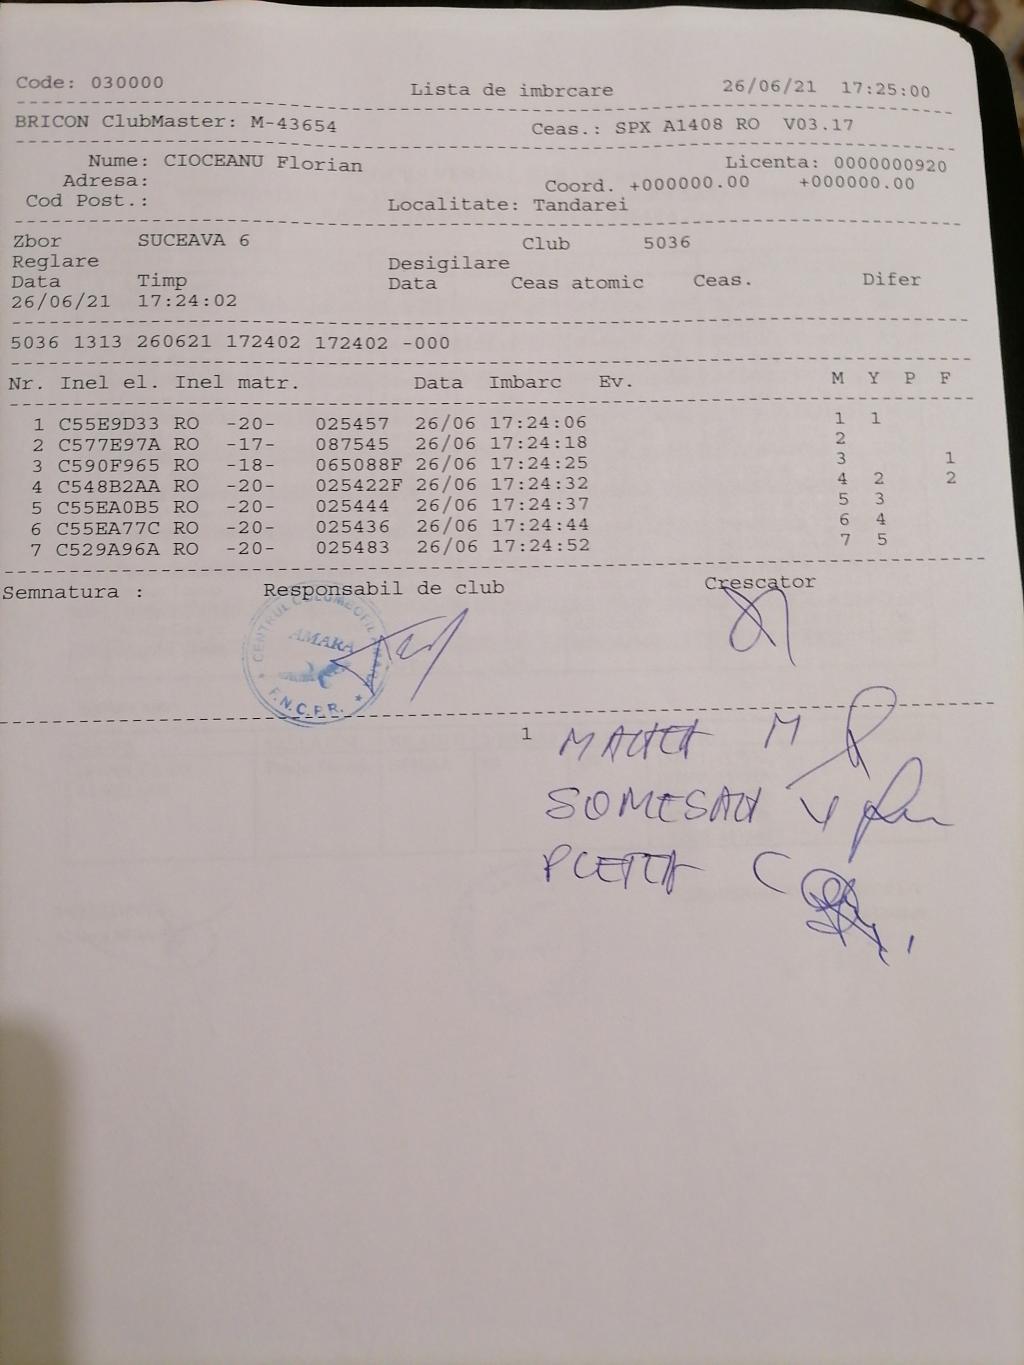 Code: 030000 Lista de imbrcare 26/06/21 17:25:00
BRICON ClubMaster: M-43654 Ceas.: SPX A1408 RO V03.17
Nume: CIOCEANU Florian Licenta: 0000000920
Adresa: Coord. +000000.00 +000000.00
Cod Post.: Localitate: Tandarei
Zbor SUCEAVA 6 Club 5036
Reglare Desigilare
Data Timp Data Ceas atomic Ceas. Difer
26/06/21 17:24:02
5036 1313 260621 172402 172402 -000
Nr. Inel el. Inel matr. Data Imbarc Ev. M Y P F
1 C55E9D33 RO -20- 025457 26/06 17:24:06 1 1
2 C577E97A RO -17- 087545 26/06 17:24:18 2
3 C590F965 RO -18- 065088F 26/06 17:24:25 3 1
4 C548B2AA RO -20- 025422F 26/06 17:24:32 4 2 2
5 C55EA0B5 RO -20- 025444 26/06 17:24:37 5 3
6 C55EA77C RO -20- 025436 26/06 17:24:44 6 4
7 C529A96A RO -20- 025483 26/06 17:24:52 7 5
Semnatura : Responsabil de club Crescator
CENTRUL COLUMBOFIL AMARA
AMARA
F.N.C.P.R.
1
SOMESAN